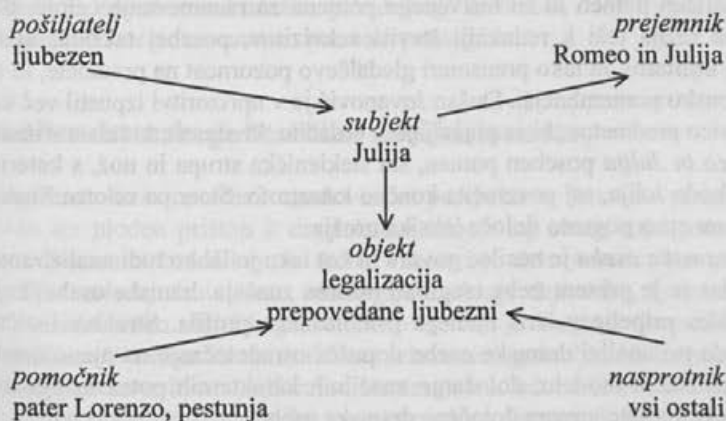 pošiljatelj
ljubezen
prejemnik
Romeo in Julija
subjekt
Julija
objekt
legalizacija
prepovedane ljubezni
pomočnik
pater Lorenzo, pestunja
nasprotnik
vsi ostali